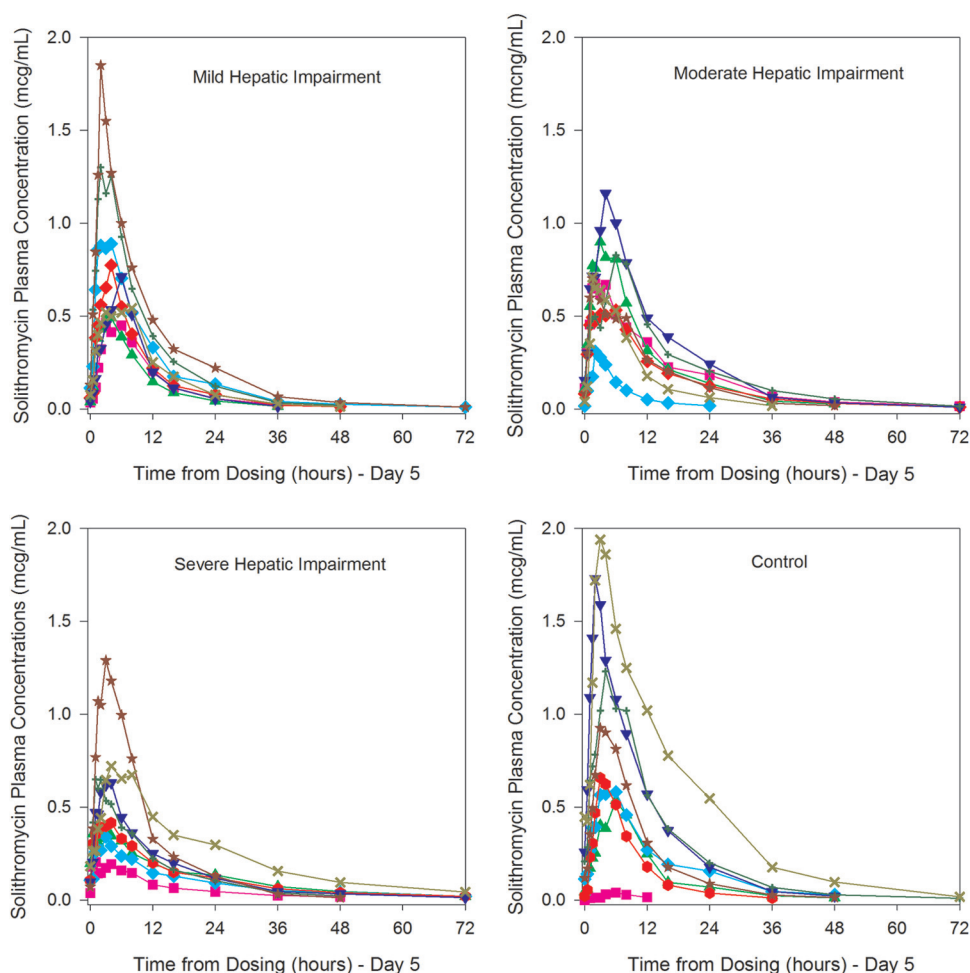 Solithromycin Plasma Concentration (mcg/mL)
2.0
1.5
1.0
0.5
0.0
Mild Hepatic Impairment
0 12 24 36 48 60 72
Time from Dosing (hours) - Day 5
Solithromycin Plasma Concentration (mcng/mL)
2.0
1.5
1.0
0.5
0.0
Moderate Hepatic Impairment
0 12 24 36 48 60 72
Time from Dosing (hours) - Day 5
Solithromycin Plasma Concentrations (mcg/mL)
2.0
1.5
1.0
0.5
0.0
Severe Hepatic Impairment
0 12 24 36 48 60 72
Time from Dosing (hours) - Day 5
Solithromycin Plasma Concentration (mcg/mL)
2.0
1.5
1.0
0.5
0.0
Control
0 12 24 36 48 60 72
Time from Dosing (hours) - Day 5